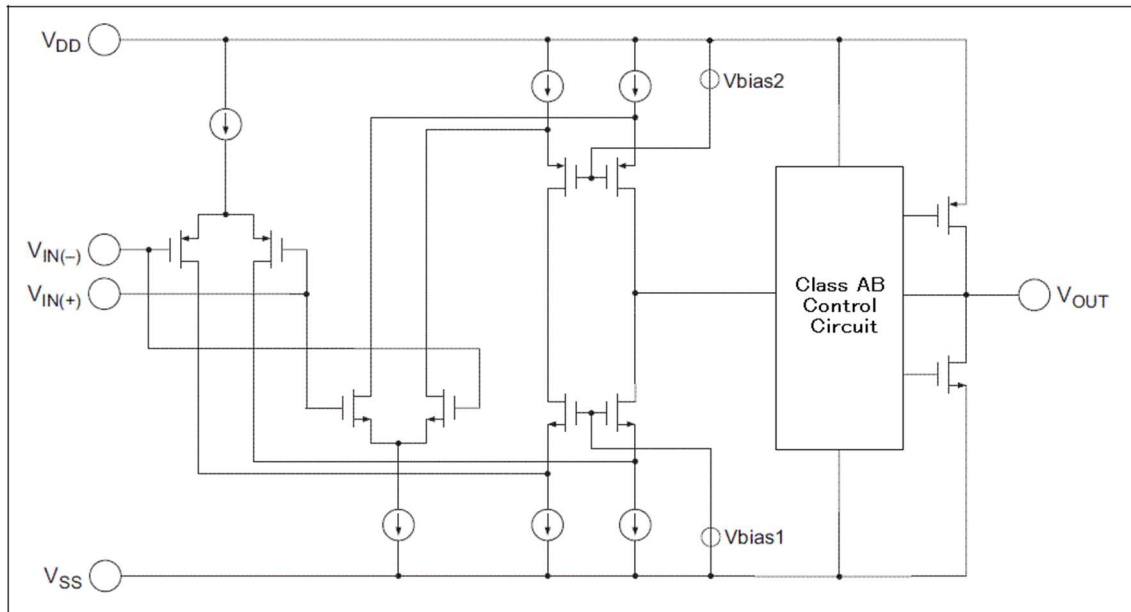 VDD
Vbias2
VIN(–)
VIN(+)
Class AB
Control
Circuit
VOUT
Vbias1
VSS